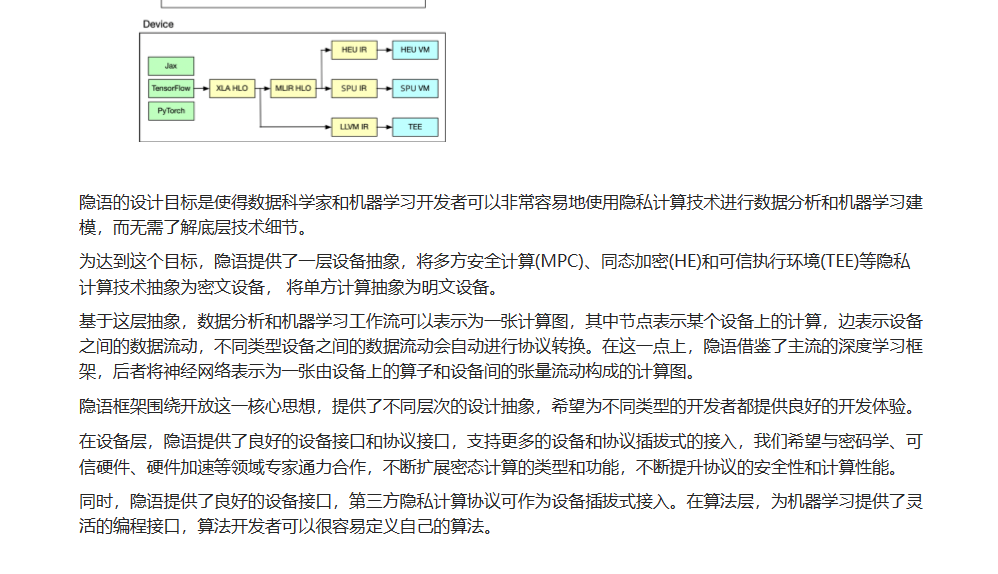 Device
HEU IR HEU VM
Jax
TensorFlow XLA HLO MLIR HLO SPU IR SPU VM
PyTorch
LLVM IR TEE
隐语的设计目标是使得数据科学家和机器学习开发者可以非常容易地使用隐私计算技术进行数据分析和机器学习建
模，而无需了解底层技术细节。
为达到这个目标，隐语提供了一层设备抽象，将多方安全计算(MPC)、同态加密(HE)和可信执行环境(TEE)等隐私
计算技术抽象为密文设备， 将单方计算抽象为明文设备。
基于这层抽象，数据分析和机器学习工作流可以表示为一张计算图，其中节点表示某个设备上的计算，边表示设备
之间的数据流动，不同类型设备之间的数据流动会自动进行协议转换。在这一点上，隐语借鉴了主流的深度学习框
架，后者将神经网络表示为一张由设备上的算子和设备间的张量流动构成的计算图。
隐语框架围绕开放这一核心思想，提供了不同层次的设计抽象，希望为不同类型的开发者都提供良好的开发体验。
在设备层，隐语提供了良好的设备接口和协议接口，支持更多的设备和协议插拔式的接入，我们希望与密码学、可
信硬件、硬件加速等领域专家通力合作，不断扩展密态计算的类型和功能，不断提升协议的安全性和计算性能。
同时，隐语提供了良好的设备接口，第三方隐私计算协议可作为设备插拔式接入。在算法层，为机器学习提供了灵
活的编程接口，算法开发者可以很容易定义自己的算法。